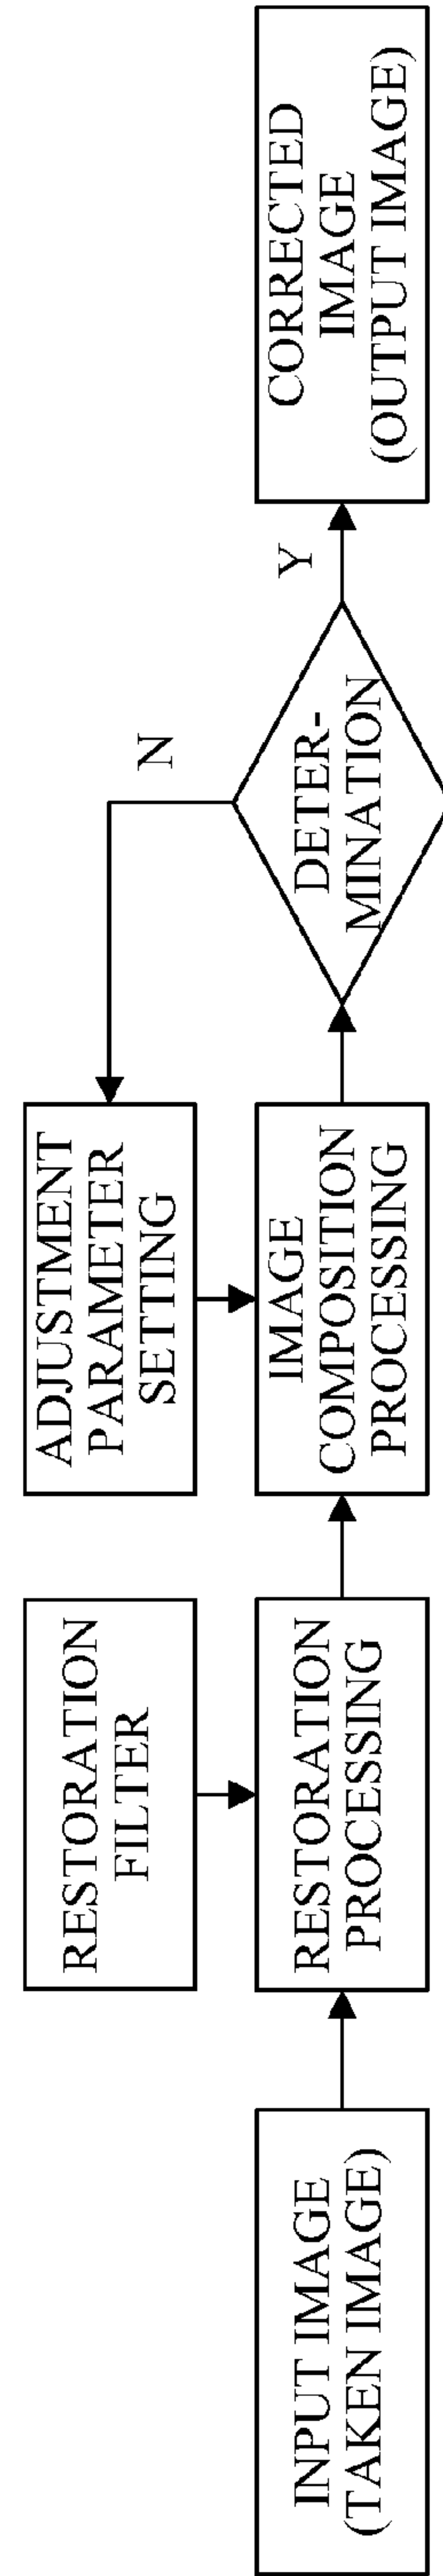 INPUT IMAGE
(TAKEN IMAGE)
RESTORATION
FILTER
RESTORATION
PROCESSING
ADJUSTMENT
PARAMETER
SETTING
IMAGE
COMPOSITION
PROCESSING
DETER-
MINATION
N
Y
CORRECTED
IMAGE
(OUTPUT IMAGE)